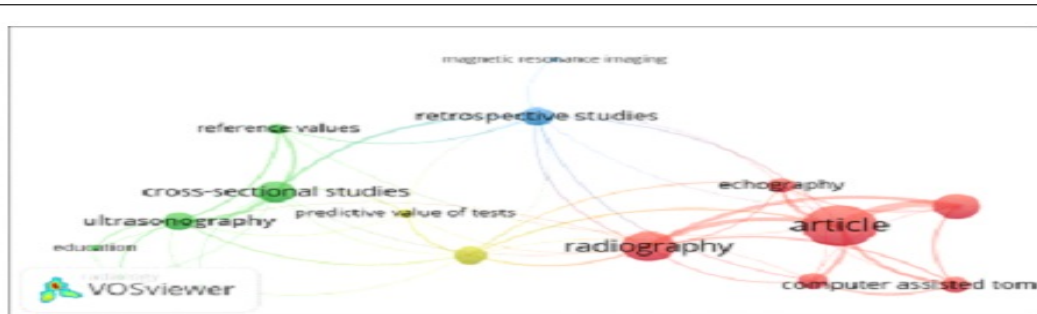 magnetic resonance imaging
retrospective studies
reference values
echography
cross-sectional studies
predictive value of tests
ultrasonography
article
radiography
education
computer assisted tom
VOSviewer